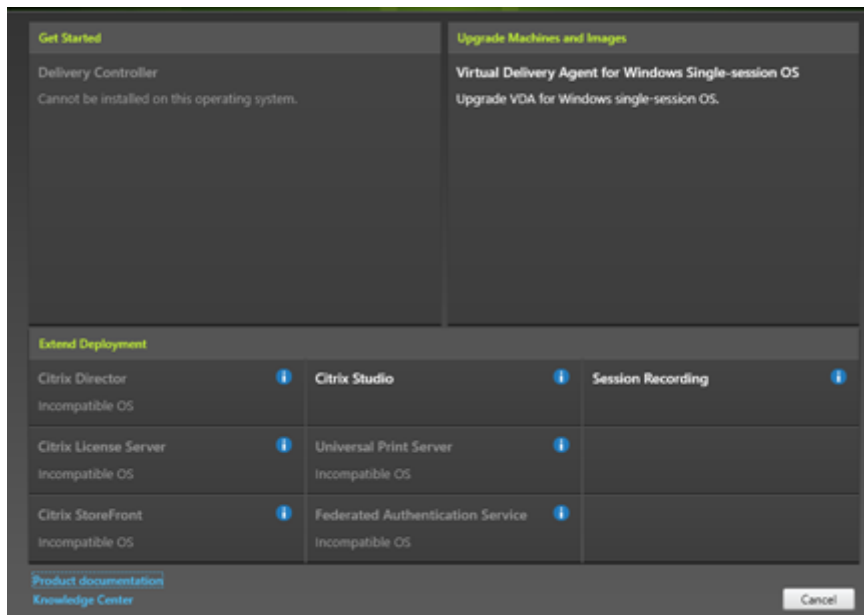 Get Started
Upgrade Machines and Images
Delivery Controller
Cannot be installed on this operating system.
Virtual Delivery Agent for Windows Single-session OS
Upgrade VDA for Windows single-session OS.
Extend Deployment
Citrix Director
Incompatible OS
Citrix Studio
Session Recording
Citrix License Server
Incompatible OS
Universal Print Server
Incompatible OS
Citrix StoreFront
Incompatible OS
Federated Authentication Service
Incompatible OS
Product documentation
Knowledge Center
Cancel